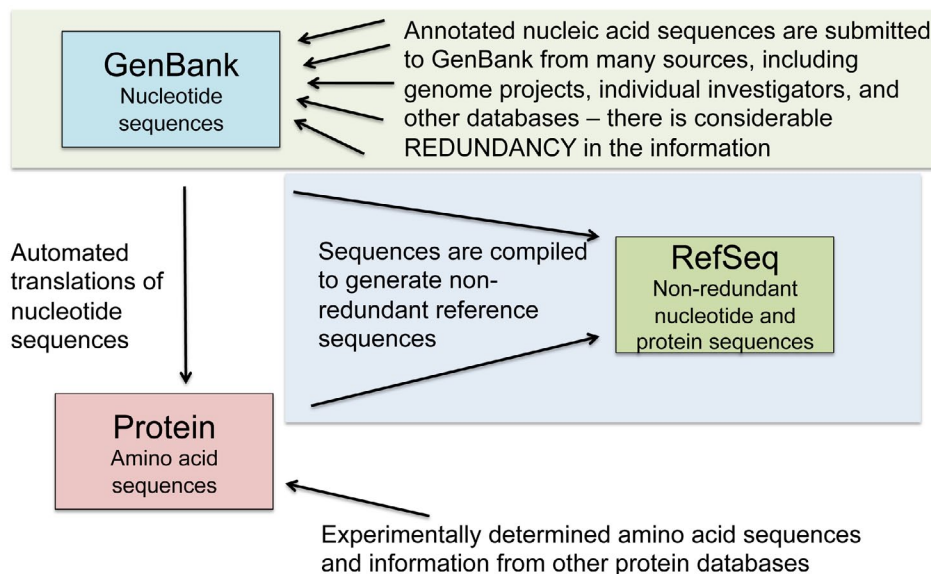 GenBank
Nucleotide
sequences
Annotated nucleic acid sequences are submitted
to GenBank from many sources, including
genome projects, individual investigators, and
other databases – there is considerable
REDUNDANCY in the information
Automated
translations of
nucleotide
sequences
Sequences are compiled
to generate non-
redundant reference
sequences
RefSeq
Non-redundant
nucleotide and
protein sequences
Protein
Amino acid
sequences
Experimentally determined amino acid sequences
and information from other protein databases